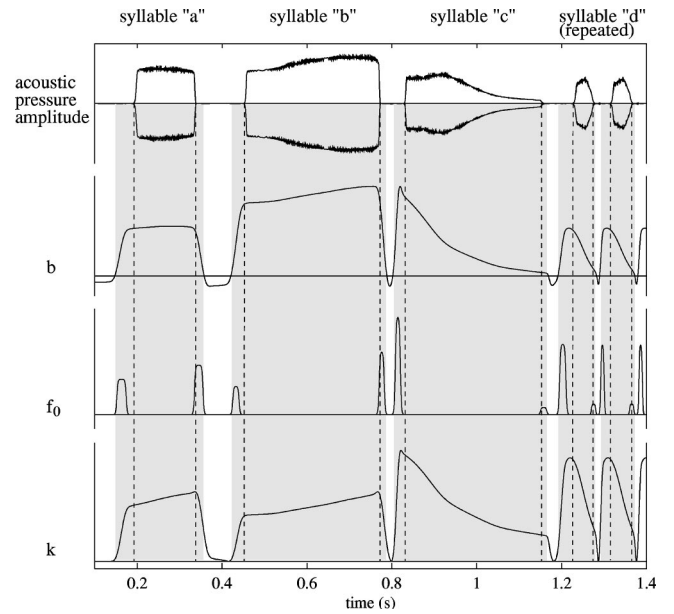 syllable "a" syllable "b" syllable "c" syllable "d"
(repeated)
acoustic
pressure
amplitude
b
f0
k
0.2 0.4 0.6 0.8 1 1.2 1.4
time (s)